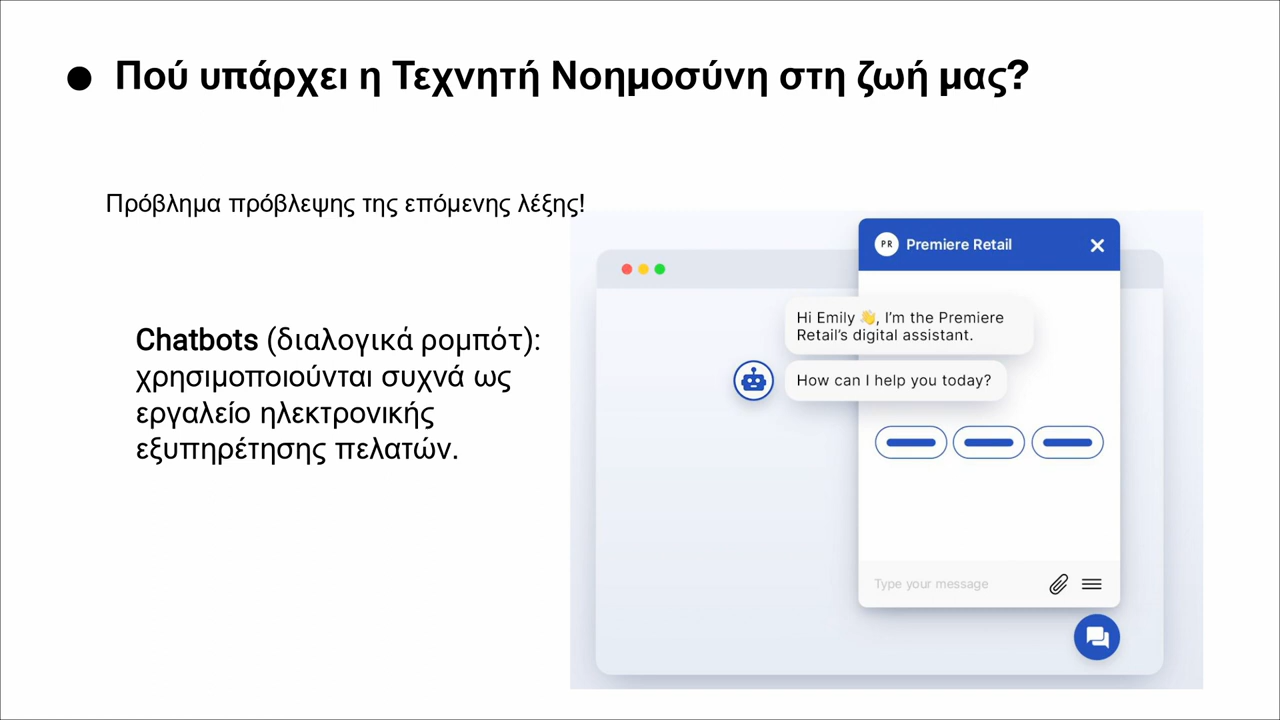 ● Πού υπάρχει η Τεχνητή Νοημοσύνη στη ζωή μας?
Πρόβλημα πρόβλεψης της επόμενης λέξης!
Chatbots (διαλογικά ρομπότ):
χρησιμοποιούνται συχνά ως
εργαλείο ηλεκτρονικής
εξυπηρέτησης πελατών.
PR Premiere Retail
Hi Emily 👋, I’m the Premiere
Retail’s digital assistant.
How can I help you today?
Type your message